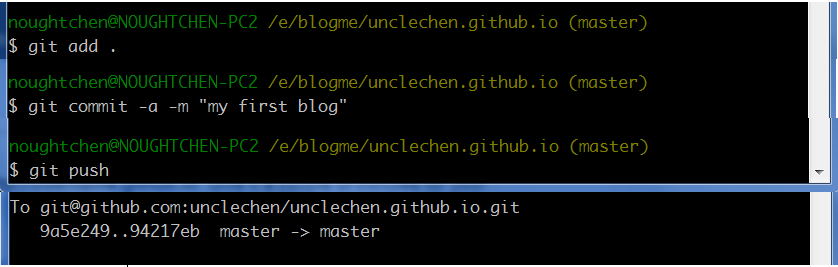 noughtchen@NOUGHTCHEN-PC2 /e/blogme/unclechen.github.io (master)
$ git add .
noughtchen@NOUGHTCHEN-PC2 /e/blogme/unclechen.github.io (master)
$ git commit -a -m "my first blog"
noughtchen@NOUGHTCHEN-PC2 /e/blogme/unclechen.github.io (master)
$ git push
To git@github.com:unclechen/unclechen.github.io.git
9a5e249..94217eb master -> master